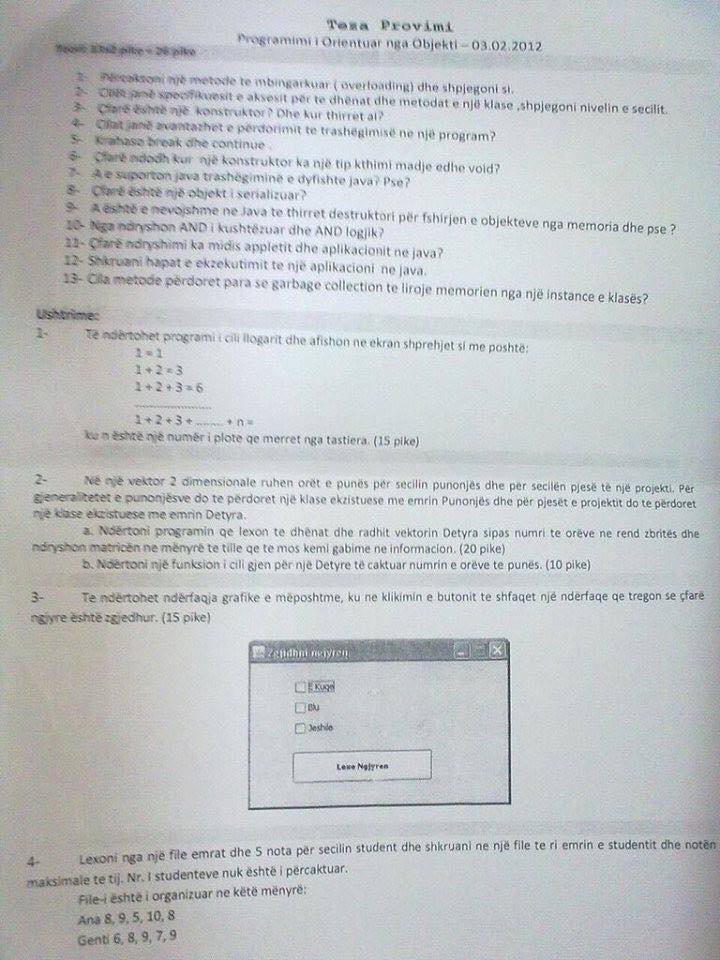 Teza Provimi
Programimi i Orientuar nga Objekti – 03.02.2012
pike = 26 pike
1- Përcaktoni një metode te mbingarkuar ( overloading) dhe shpjegoni si.
2- Cilët janë specifikuesit e aksesit për te dhënat dhe metodat e një klase ,shpjegoni nivelin e secilit.
3- Çfarë është një konstruktor? Dhe kur thirret ai?
4- Cilat janë avantazhet e përdorimit te trashëgimisë ne një program?
5- Krahaso break dhe continue .
6- Çfarë ndodh kur një konstruktor ka një tip kthimi madje edhe void?
7- A e suporton java trashëgiminë e dyfishte java? Pse?
8- Çfarë është një objekt i serializuar?
9- A është e nevojshme ne Java te thirret destruktori për fshirjen e objekteve nga memoria dhe pse ?
10- Nga ndryshon AND i kushtëzuar dhe AND logjik?
11- Çfarë ndryshimi ka midis appletit dhe aplikacionit ne java?
12- Shkruani hapat e ekzekutimit te një aplikacioni ne java.
13- Cila metode përdoret para se garbage collection te liroje memorien nga një instance e klasës?
Ushtrime:
1- Të ndërtohet programi i cili llogarit dhe afishon ne ekran shprehjet si me poshtë:
1 = 1
1 + 2 = 3
1 + 2 + 3 = 6
........................
1 + 2 + 3 + ........ + n =
ku n është një numër i plote qe merret nga tastiera. (15 pike)
2- Në një vektor 2 dimensionale ruhen orët e punës për secilin punonjës dhe për secilën pjesë të një projekti. Për
gjeneralitetet e punonjësve do te përdoret një klase ekzistuese me emrin Punonjës dhe për pjesët e projektit do te përdoret
një klase ekzistuese me emrin Detyra.
a. Ndërtoni programin qe lexon te dhënat dhe radhit vektorin Detyra sipas numri te orëve ne rend zbritës dhe
ndryshon matricën ne mënyrë te tille qe te mos kemi gabime ne informacion. (20 pike)
b. Ndërtoni një funksion i cili gjen për një Detyre të caktuar numrin e orëve te punës. (10 pike)
3- Te ndërtohet ndërfaqja grafike e mëposhtme, ku ne klikimin e butonit te shfaqet një ndërfaqe qe tregon se çfarë
ngjyre është zgjedhur. (15 pike)
Zgjidhni ngjyren
E Kuqe
Blu
Jeshile
Lexo Ngjyren
4- Lexoni nga një file emrat dhe 5 nota për secilin student dhe shkruani ne një file te ri emrin e studentit dhe notën
maksimale te tij. Nr. I studenteve nuk është i përcaktuar.
File-i është i organizuar ne këtë mënyrë:
Ana 8, 9, 5, 10, 8
Genti 6, 8, 9, 7, 9